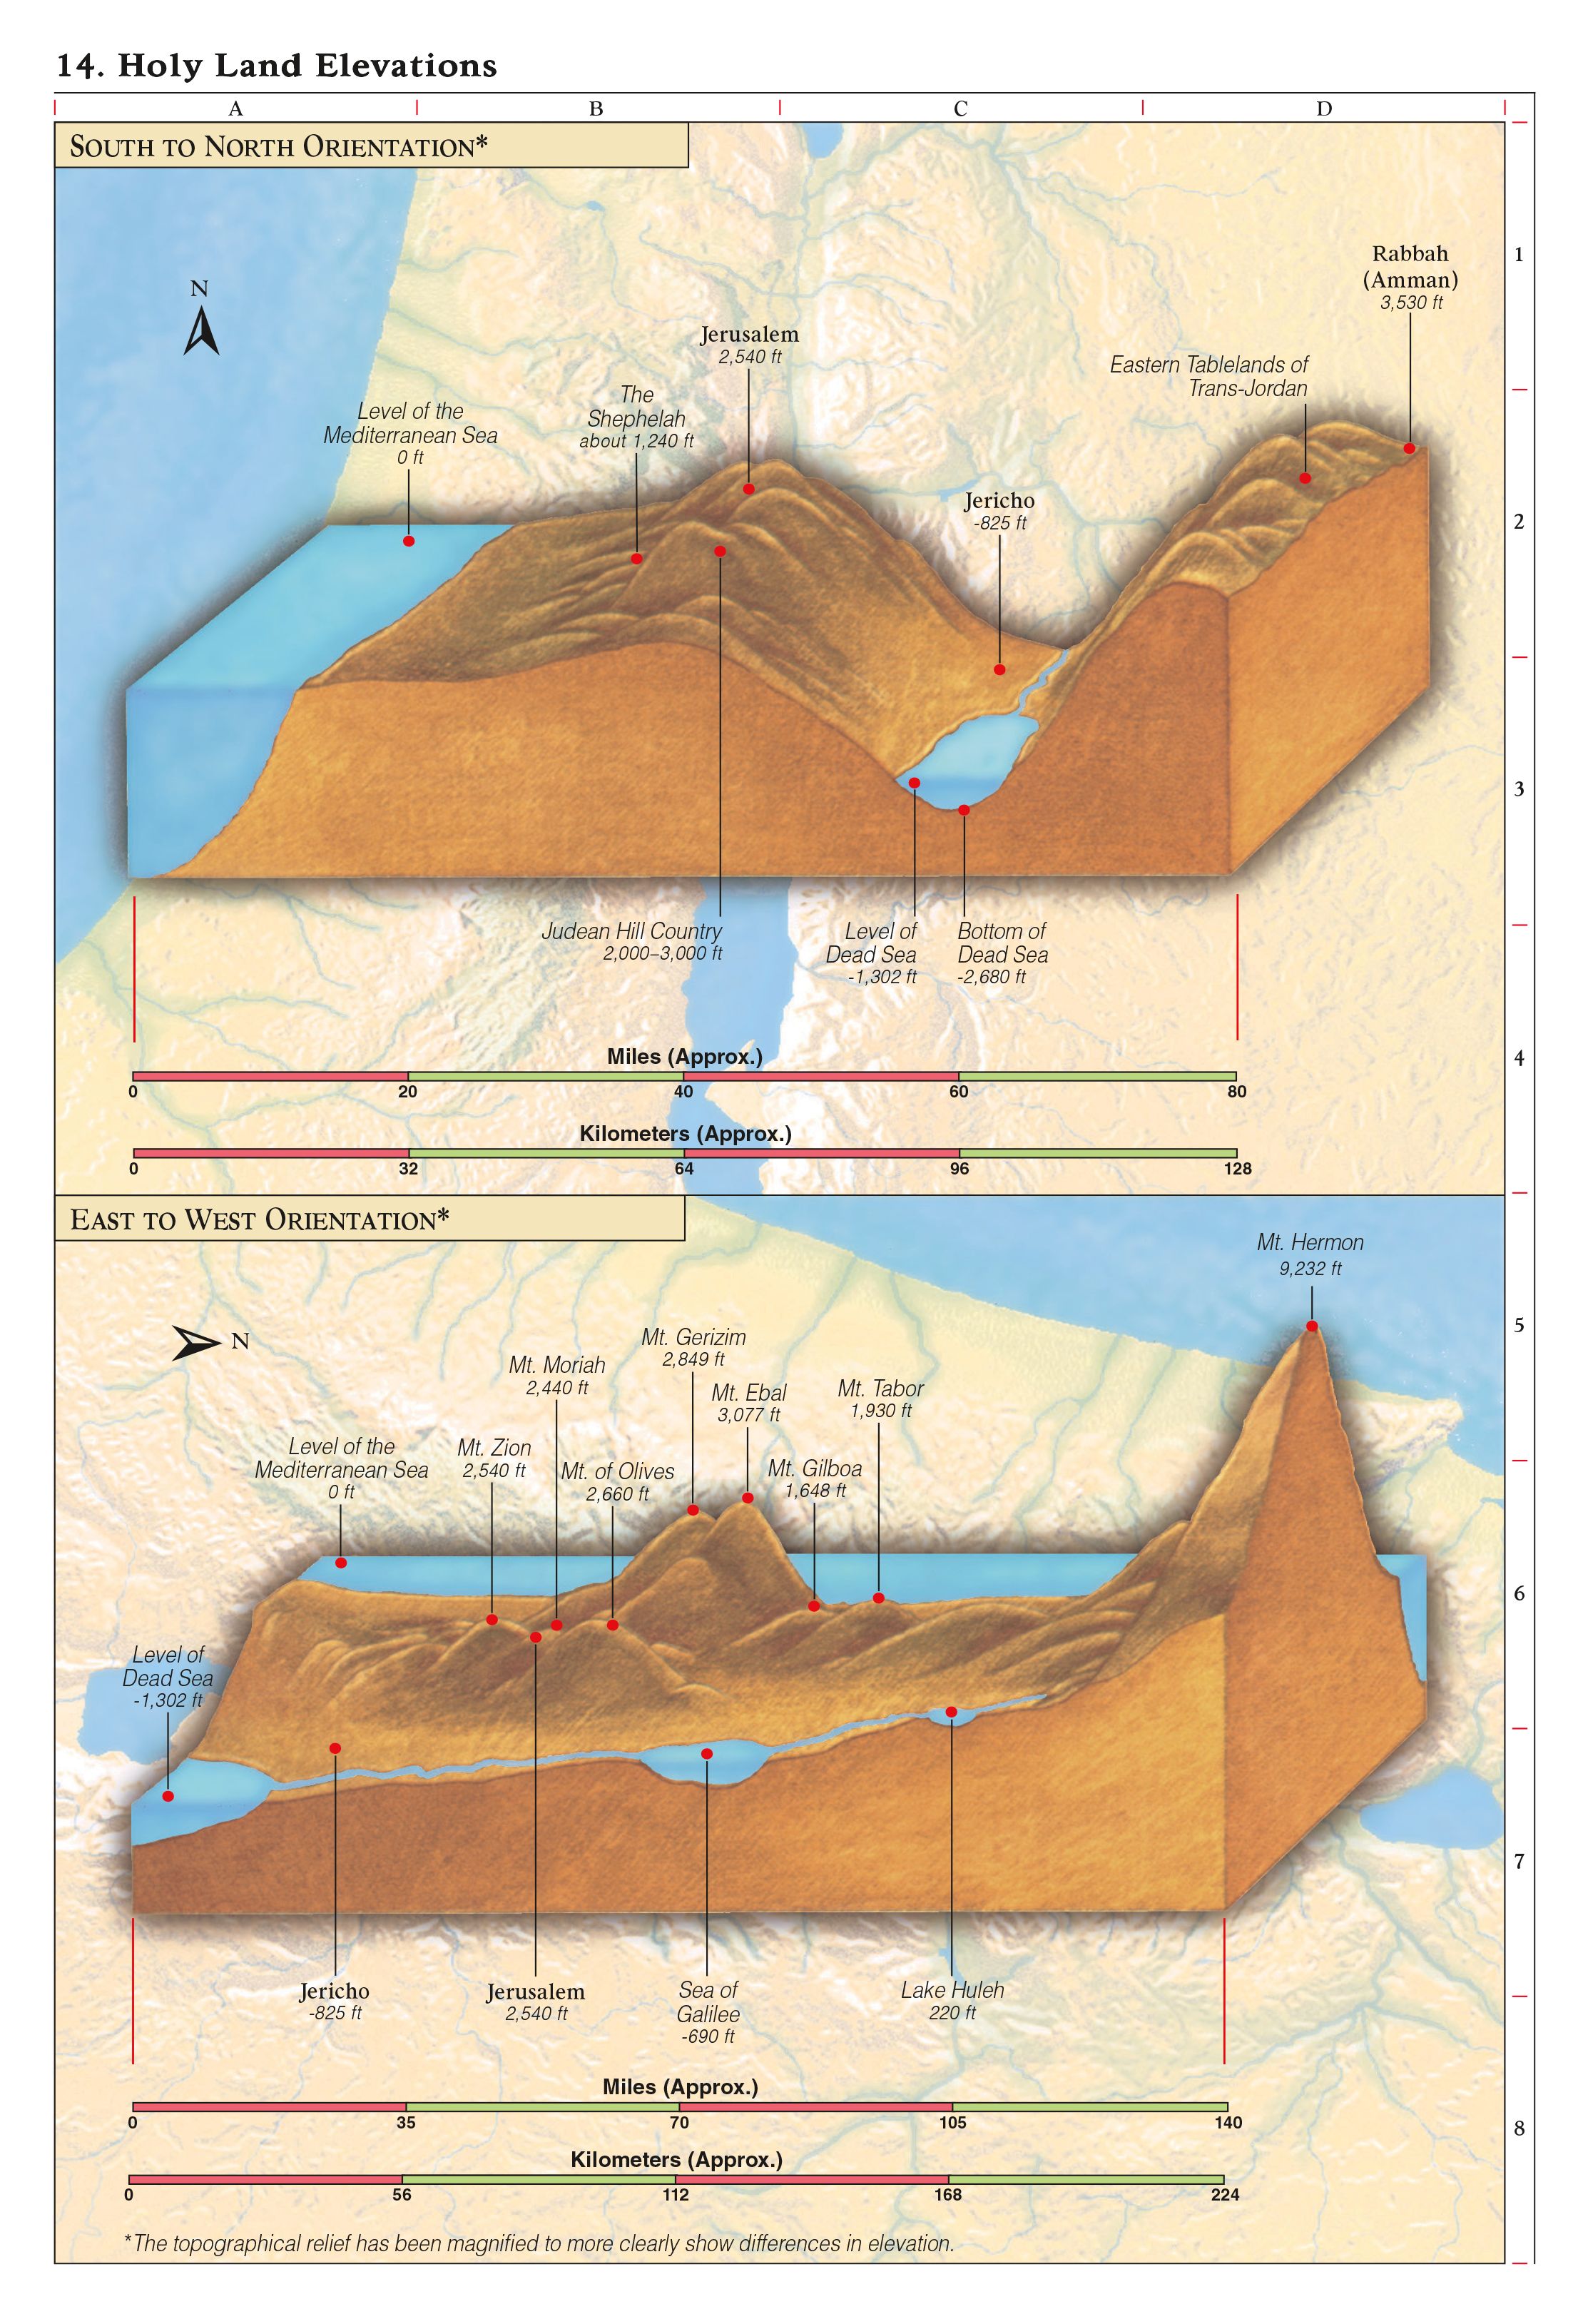 14. Holy Land Elevations
A B C D
SOUTH TO NORTH ORIENTATION*
1
Rabbah
(Amman)
3,530 ft
N
Jerusalem
2,540 ft
Eastern Tablelands of
Trans-Jordan
The
Shephelah
about 1,240 ft
Level of the
Mediterranean Sea
0 ft
Jericho
-825 ft
2
3
Judean Hill Country
2,000–3,000 ft
Level of
Dead Sea
-1,302 ft
Bottom of
Dead Sea
-2,680 ft
4
Miles (Approx.)
0 20 40 60 80
Kilometers (Approx.)
0 32 64 96 128
EAST TO WEST ORIENTATION*
Mt. Hermon
9,232 ft
5
N
Mt. Gerizim
2,849 ft
Mt. Moriah
2,440 ft
Mt. Ebal
3,077 ft
Mt. Tabor
1,930 ft
Level of the
Mediterranean Sea
0 ft
Mt. Zion
2,540 ft
Mt. of Olives
2,660 ft
Mt. Gilboa
1,648 ft
6
Level of
Dead Sea
-1,302 ft
7
Jericho
-825 ft
Jerusalem
2,540 ft
Sea of
Galilee
-690 ft
Lake Huleh
220 ft
Miles (Approx.)
0 35 70 105 140
8
Kilometers (Approx.)
0 56 112 168 224
*The topographical relief has been magnified to more clearly show differences in elevation.